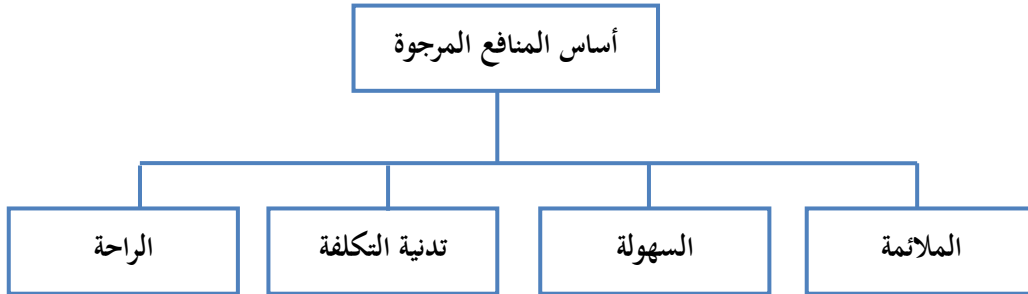 أساس المنافع المرجوة
الملائمة
السهولة
تدنية التكلفة
الراحة